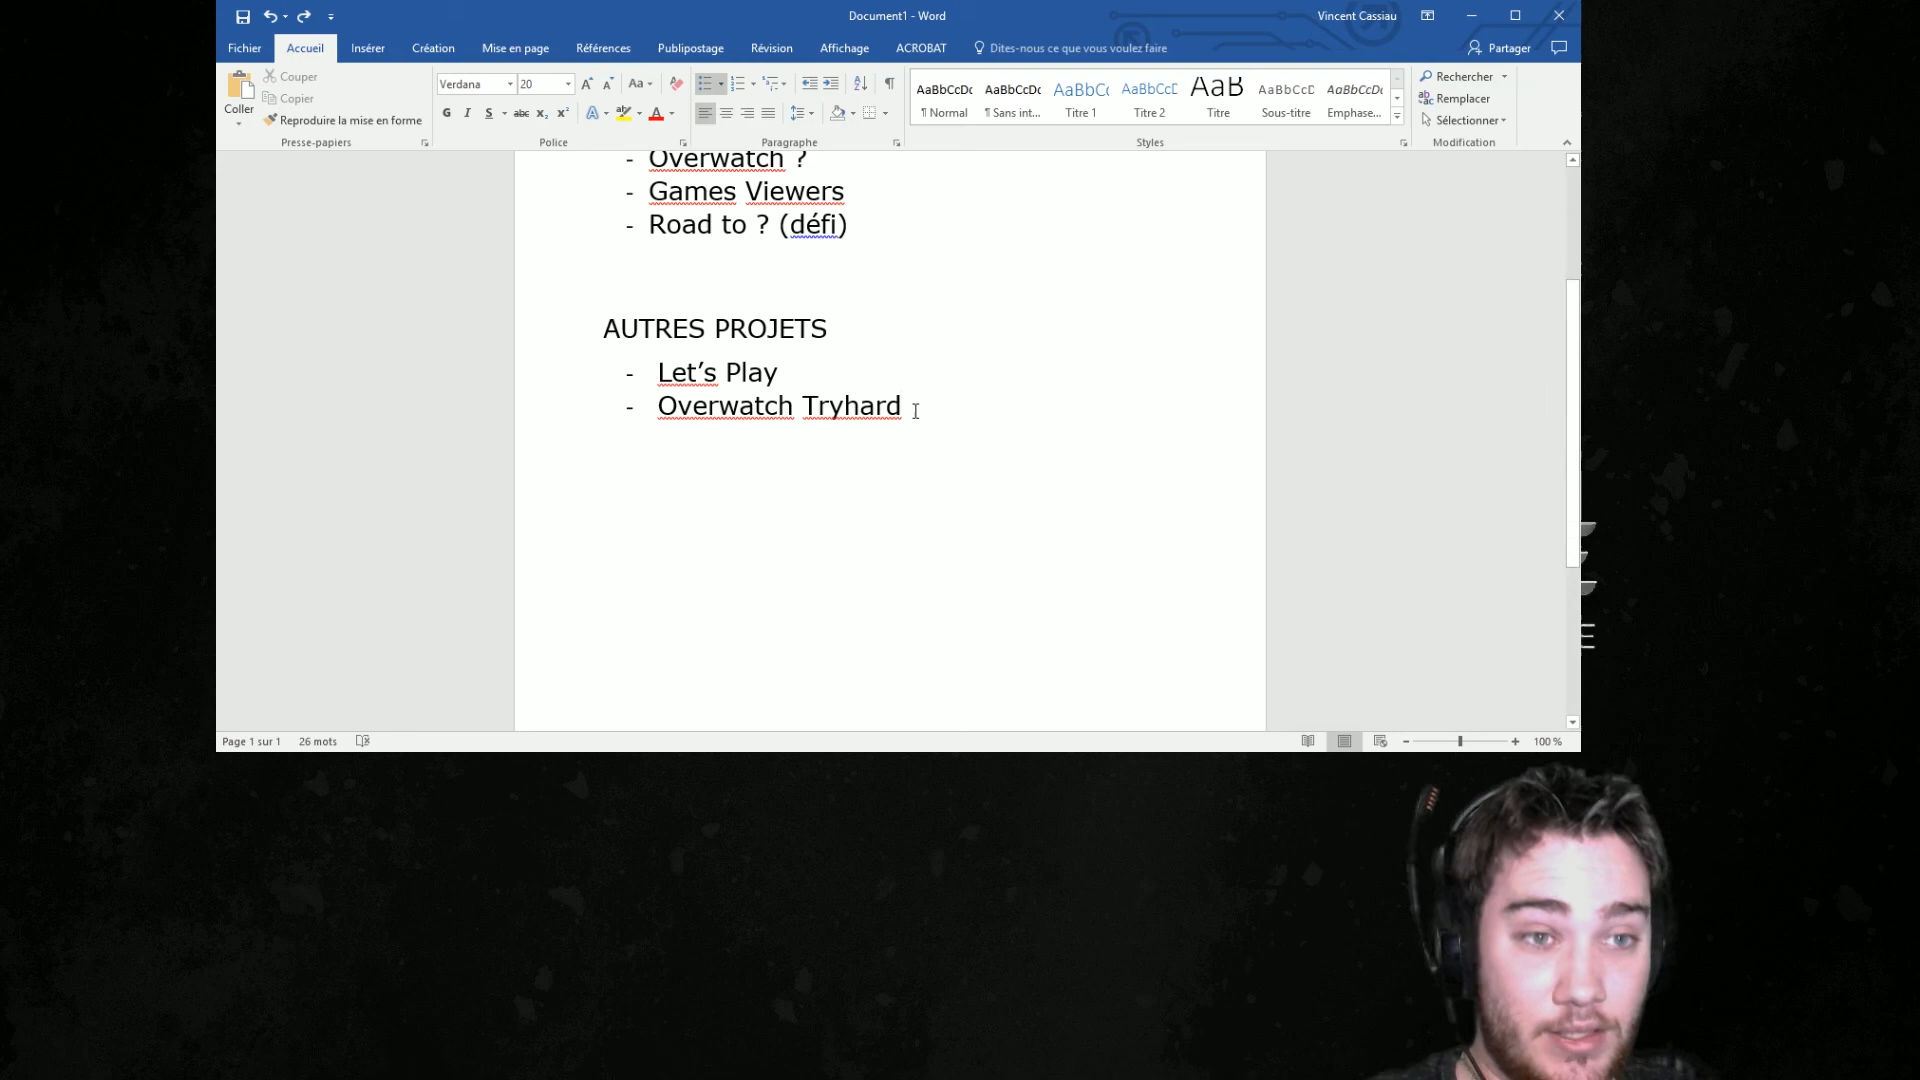 Document1 - Word
Vincent Cassiau
Fichier Accueil Insérer Création Mise en page Références Publipostage Révision Affichage ACROBAT Dites-nous ce que vous voulez faire Partager
Coller
Couper
Copier
Reproduire la mise en forme
Presse-papiers
Verdana 20
G I S abc
Police
Paragraphe
AaBbCcDc AaBbCcDc AaBbC( AaBbCcE AaB AaBbCcD AaBbCcDc
¶ Normal ¶ Sans int... Titre 1 Titre 2 Titre Sous-titre Emphase...
Styles
Rechercher
Remplacer
Sélectionner
Modification
- Overwatch ?
- Games Viewers
- Road to ? (défi)
AUTRES PROJETS
- Let’s Play
- Overwatch Tryhard
Page 1 sur 1 26 mots
100 %